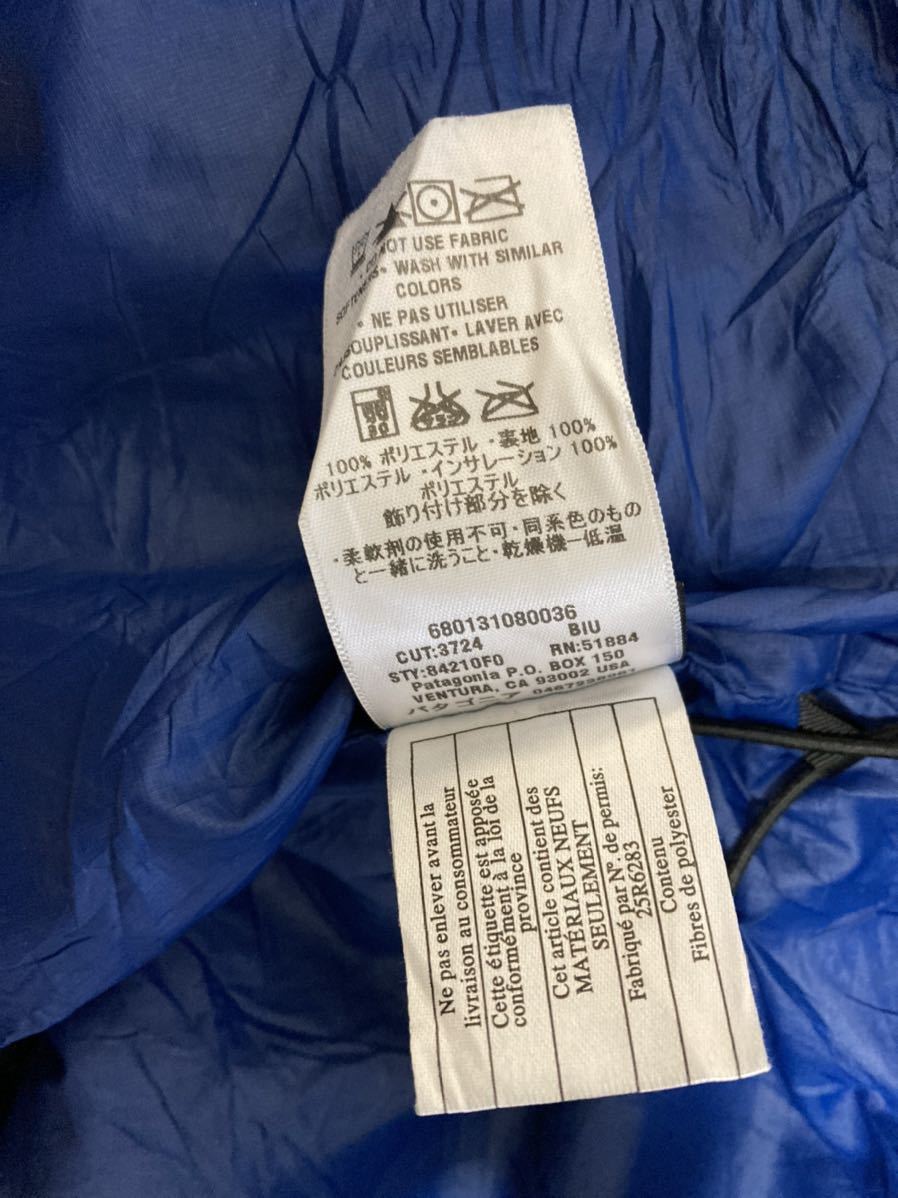 NOT USE FABRIC
WASH WITH SIMILAR
COLORS
• NE PAS UTILISER
SOUPLISSANT• LAVER AVEC
COULEURS SEMBLABLES
100% ポリエステル ・裏地 100%
ポリエステル ・インサレーション 100%
ポリエステル
飾り付け部分を除く
・柔軟剤の使用不可・同系色のもの
と一緒に洗うこと・乾燥機ー低温
680131080036
CUT:3724 BIU
STY:84210F0 RN:51884
Patagonia P.O. BOX 150
VENTURA, CA 93002 USA
パタゴニア
Ne pas enlever avant la
livraison au consommateur
Cette étiquette est apposée
conformément à la loi de la
province
Cet article contient des
MATÉRIAUX NEUFS
SEULEMENT
Fabriqué par N°. de permis:
25R6283
Contenu
Fibres de polyester